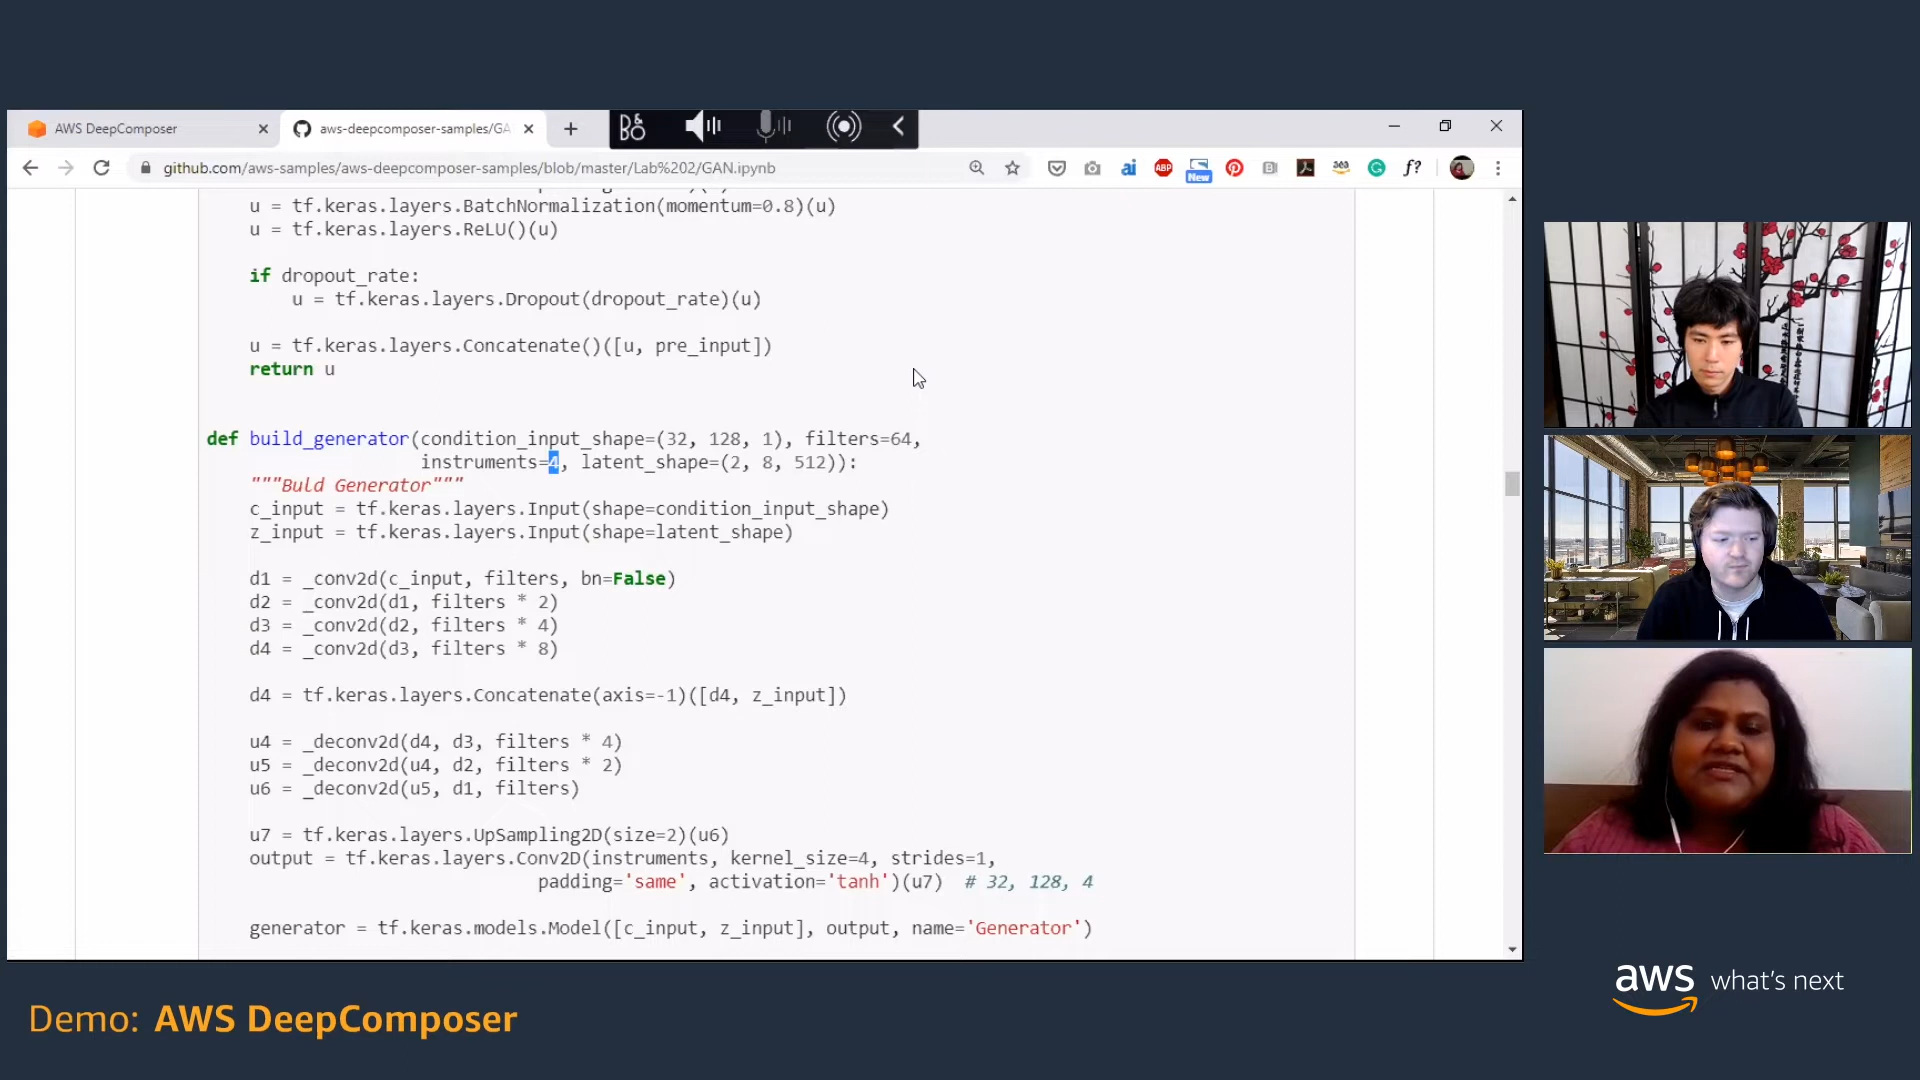 AWS DeepComposer
aws-deepcomposer-samples/GA
github.com/aws-samples/aws-deepcomposer-samples/blob/master/Lab%202/GAN.ipynb
ai
ABP
New
f?
u = tf.keras.layers.BatchNormalization(momentum=0.8)(u)
u = tf.keras.layers.ReLU()(u)
if dropout_rate:
u = tf.keras.layers.Dropout(dropout_rate)(u)
u = tf.keras.layers.Concatenate()([u, pre_input])
return u
def build_generator(condition_input_shape=(32, 128, 1), filters=64,
instruments=4, latent_shape=(2, 8, 512)):
"""Buld Generator"""
c_input = tf.keras.layers.Input(shape=condition_input_shape)
z_input = tf.keras.layers.Input(shape=latent_shape)
d1 = _conv2d(c_input, filters, bn=False)
d2 = _conv2d(d1, filters * 2)
d3 = _conv2d(d2, filters * 4)
d4 = _conv2d(d3, filters * 8)
d4 = tf.keras.layers.Concatenate(axis=-1)([d4, z_input])
u4 = _deconv2d(d4, d3, filters * 4)
u5 = _deconv2d(u4, d2, filters * 2)
u6 = _deconv2d(u5, d1, filters)
u7 = tf.keras.layers.UpSampling2D(size=2)(u6)
output = tf.keras.layers.Conv2D(instruments, kernel_size=4, strides=1,
padding='same', activation='tanh')(u7)  # 32, 128, 4
generator = tf.keras.models.Model([c_input, z_input], output, name='Generator')
aws what's next
Demo: AWS DeepComposer